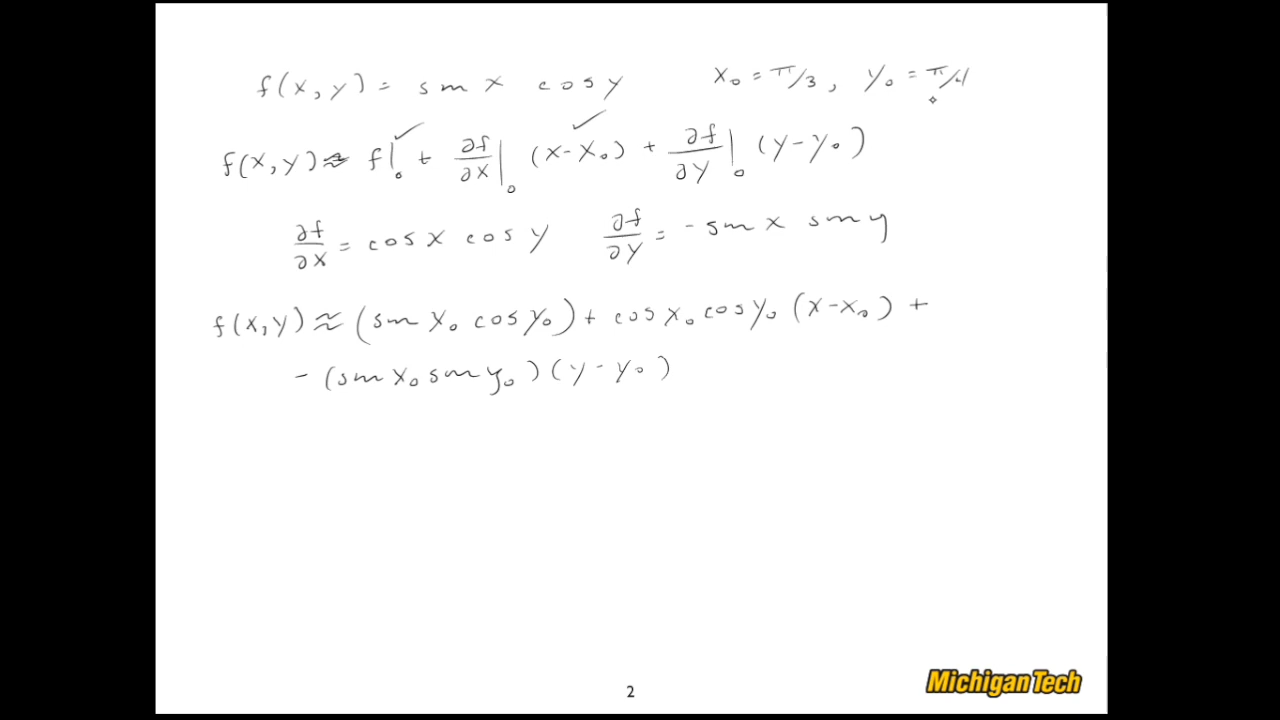 f(x,y) = sin x cos y x₀ = π/3, y₀ = π/4
f(x,y) ≈ f|₀ + ∂f/∂x|₀ (x-x₀) + ∂f/∂y|₀ (y-y₀)
∂f/∂x = cos x cos y ∂f/∂y = - sin x sin y
f(x,y) ≈ (sin x₀ cos y₀) + cos x₀ cos y₀ (x-x₀) +
- (sin x₀ sin y₀)(y-y₀)
2
Michigan Tech